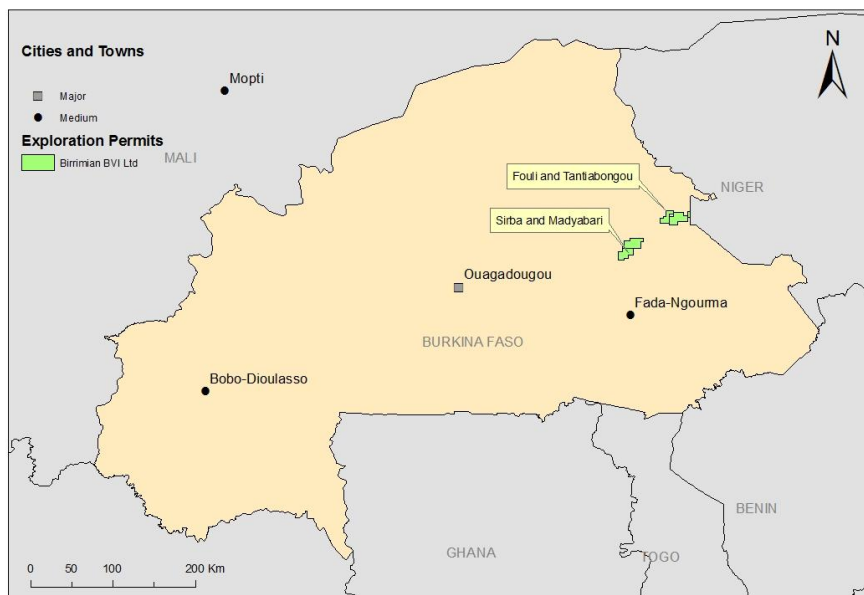 Cities and Towns
Major
Medium
Exploration Permits
Birrimian BVI Ltd
N
Mopti
MALI
Fouli and Tantiabongou
NIGER
Sirba and Madyabari
Ouagadougou
Fada-Ngourma
BURKINA FASO
Bobo-Dioulasso
BENIN
GHANA
TOGO
0 50 100 200 Km